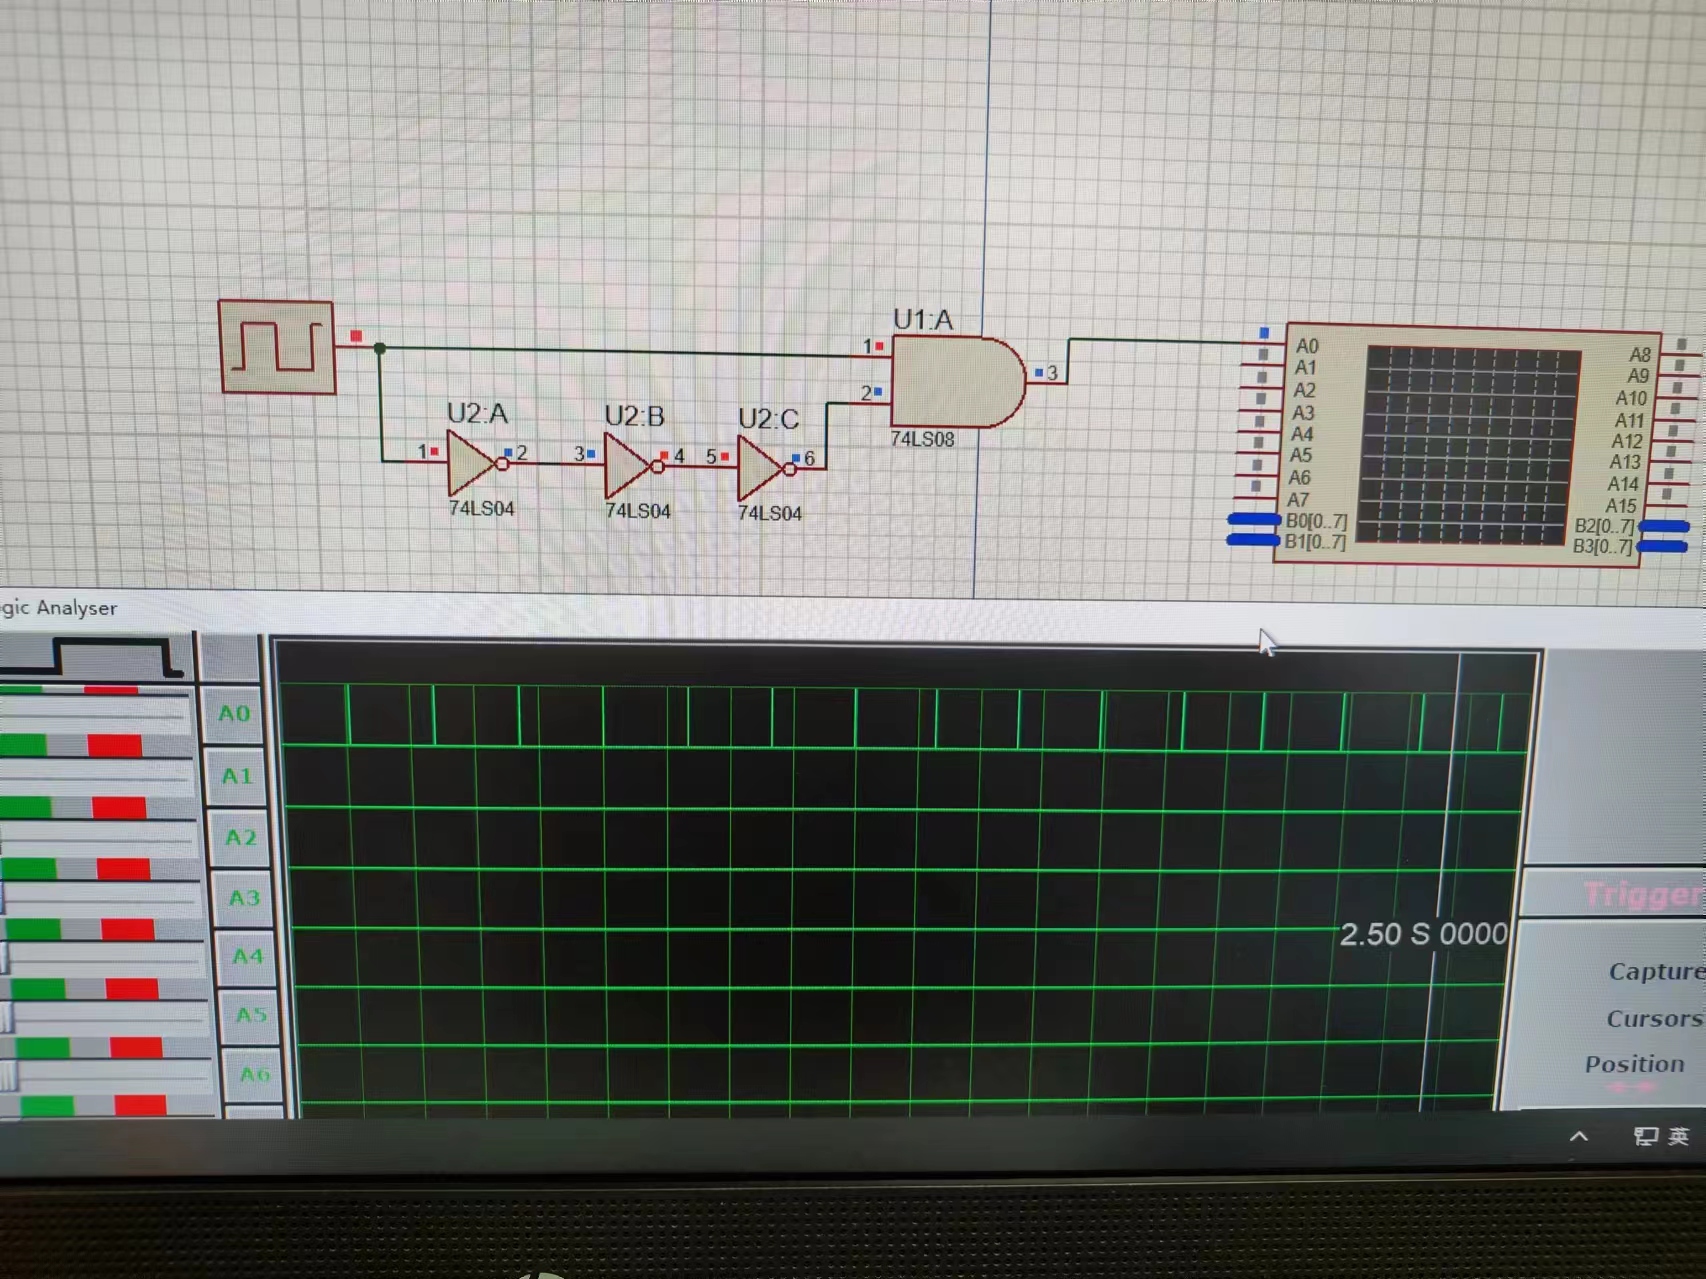 U1:A
1
2
3
74LS08
U2:A
U2:B
U2:C
1
2
3
4
5
6
74LS04
74LS04
74LS04
A0
A1
A2
A3
A4
A5
A6
A7
B0[0..7]
B1[0..7]
A8
A9
A10
A11
A12
A13
A14
A15
B2[0..7]
B3[0..7]
gic Analyser
A0
A1
A2
A3
A4
A5
A6
2.50 S 0000
Trigger
Capture
Cursors
Position
英